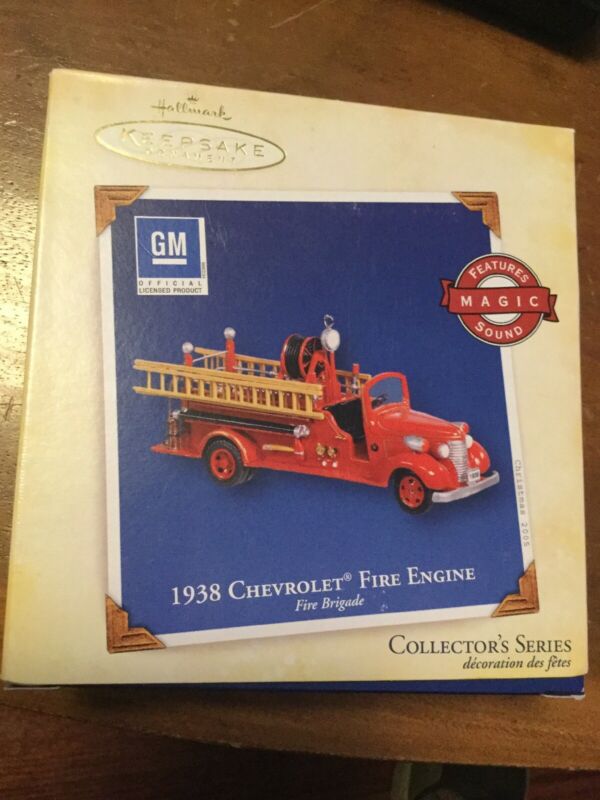 Hallmark
KEEPSAKE
ORNAMENT
GM
OFFICIAL
LICENSED PRODUCT
FEATURES
MAGIC
SOUND
Christmas 2005
1938 CHEVROLET® FIRE ENGINE
Fire Brigade
COLLECTOR'S SERIES
décoration des fêtes